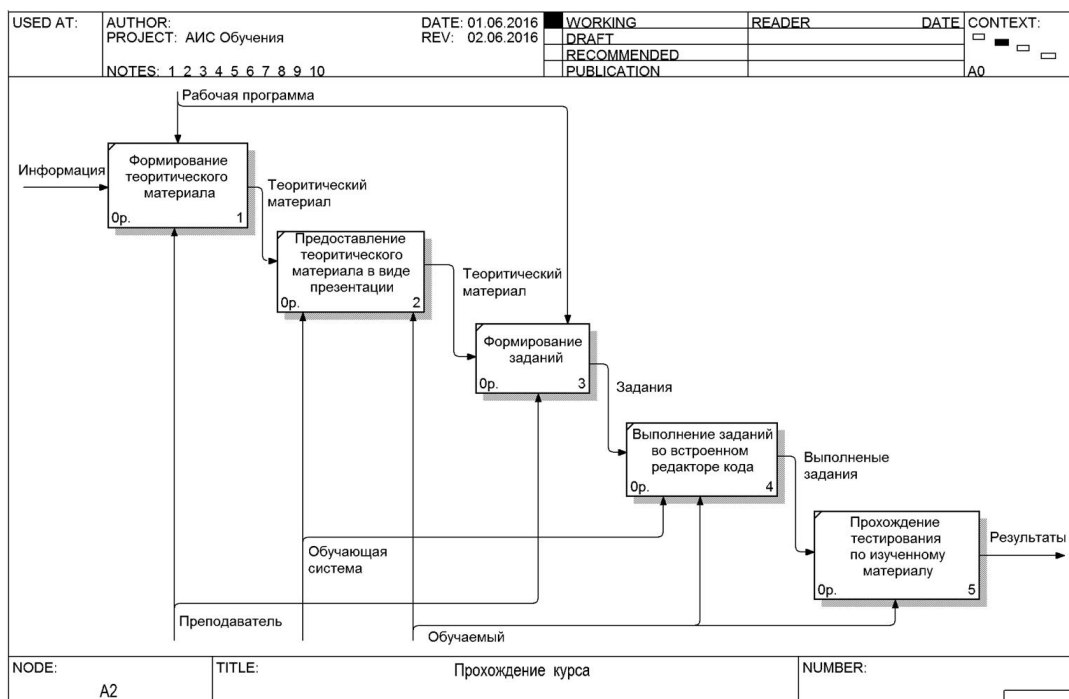 USED AT:
AUTHOR:
PROJECT: АИС Обучения
NOTES: 1 2 3 4 5 6 7 8 9 10
DATE: 01.06.2016
REV: 02.06.2016
WORKING
DRAFT
RECOMMENDED
PUBLICATION
READER
DATE
CONTEXT:
A0
Рабочая программа
Информация
Формирование
теоритического
материала
0р. 1
Теоритический
материал
Предоставление
теоритического
материала в виде
презентации
0р. 2
Теоритический
материал
Формирование
заданий
0р. 3
Задания
Выполнение заданий
во встроенном
редакторе кода
0р. 4
Выполненые
задания
Прохождение
тестирования
по изученному
материалу
0р. 5
Результаты
Обучающая
система
Преподаватель
Обучаемый
NODE:
A2
TITLE:
Прохождение курса
NUMBER: